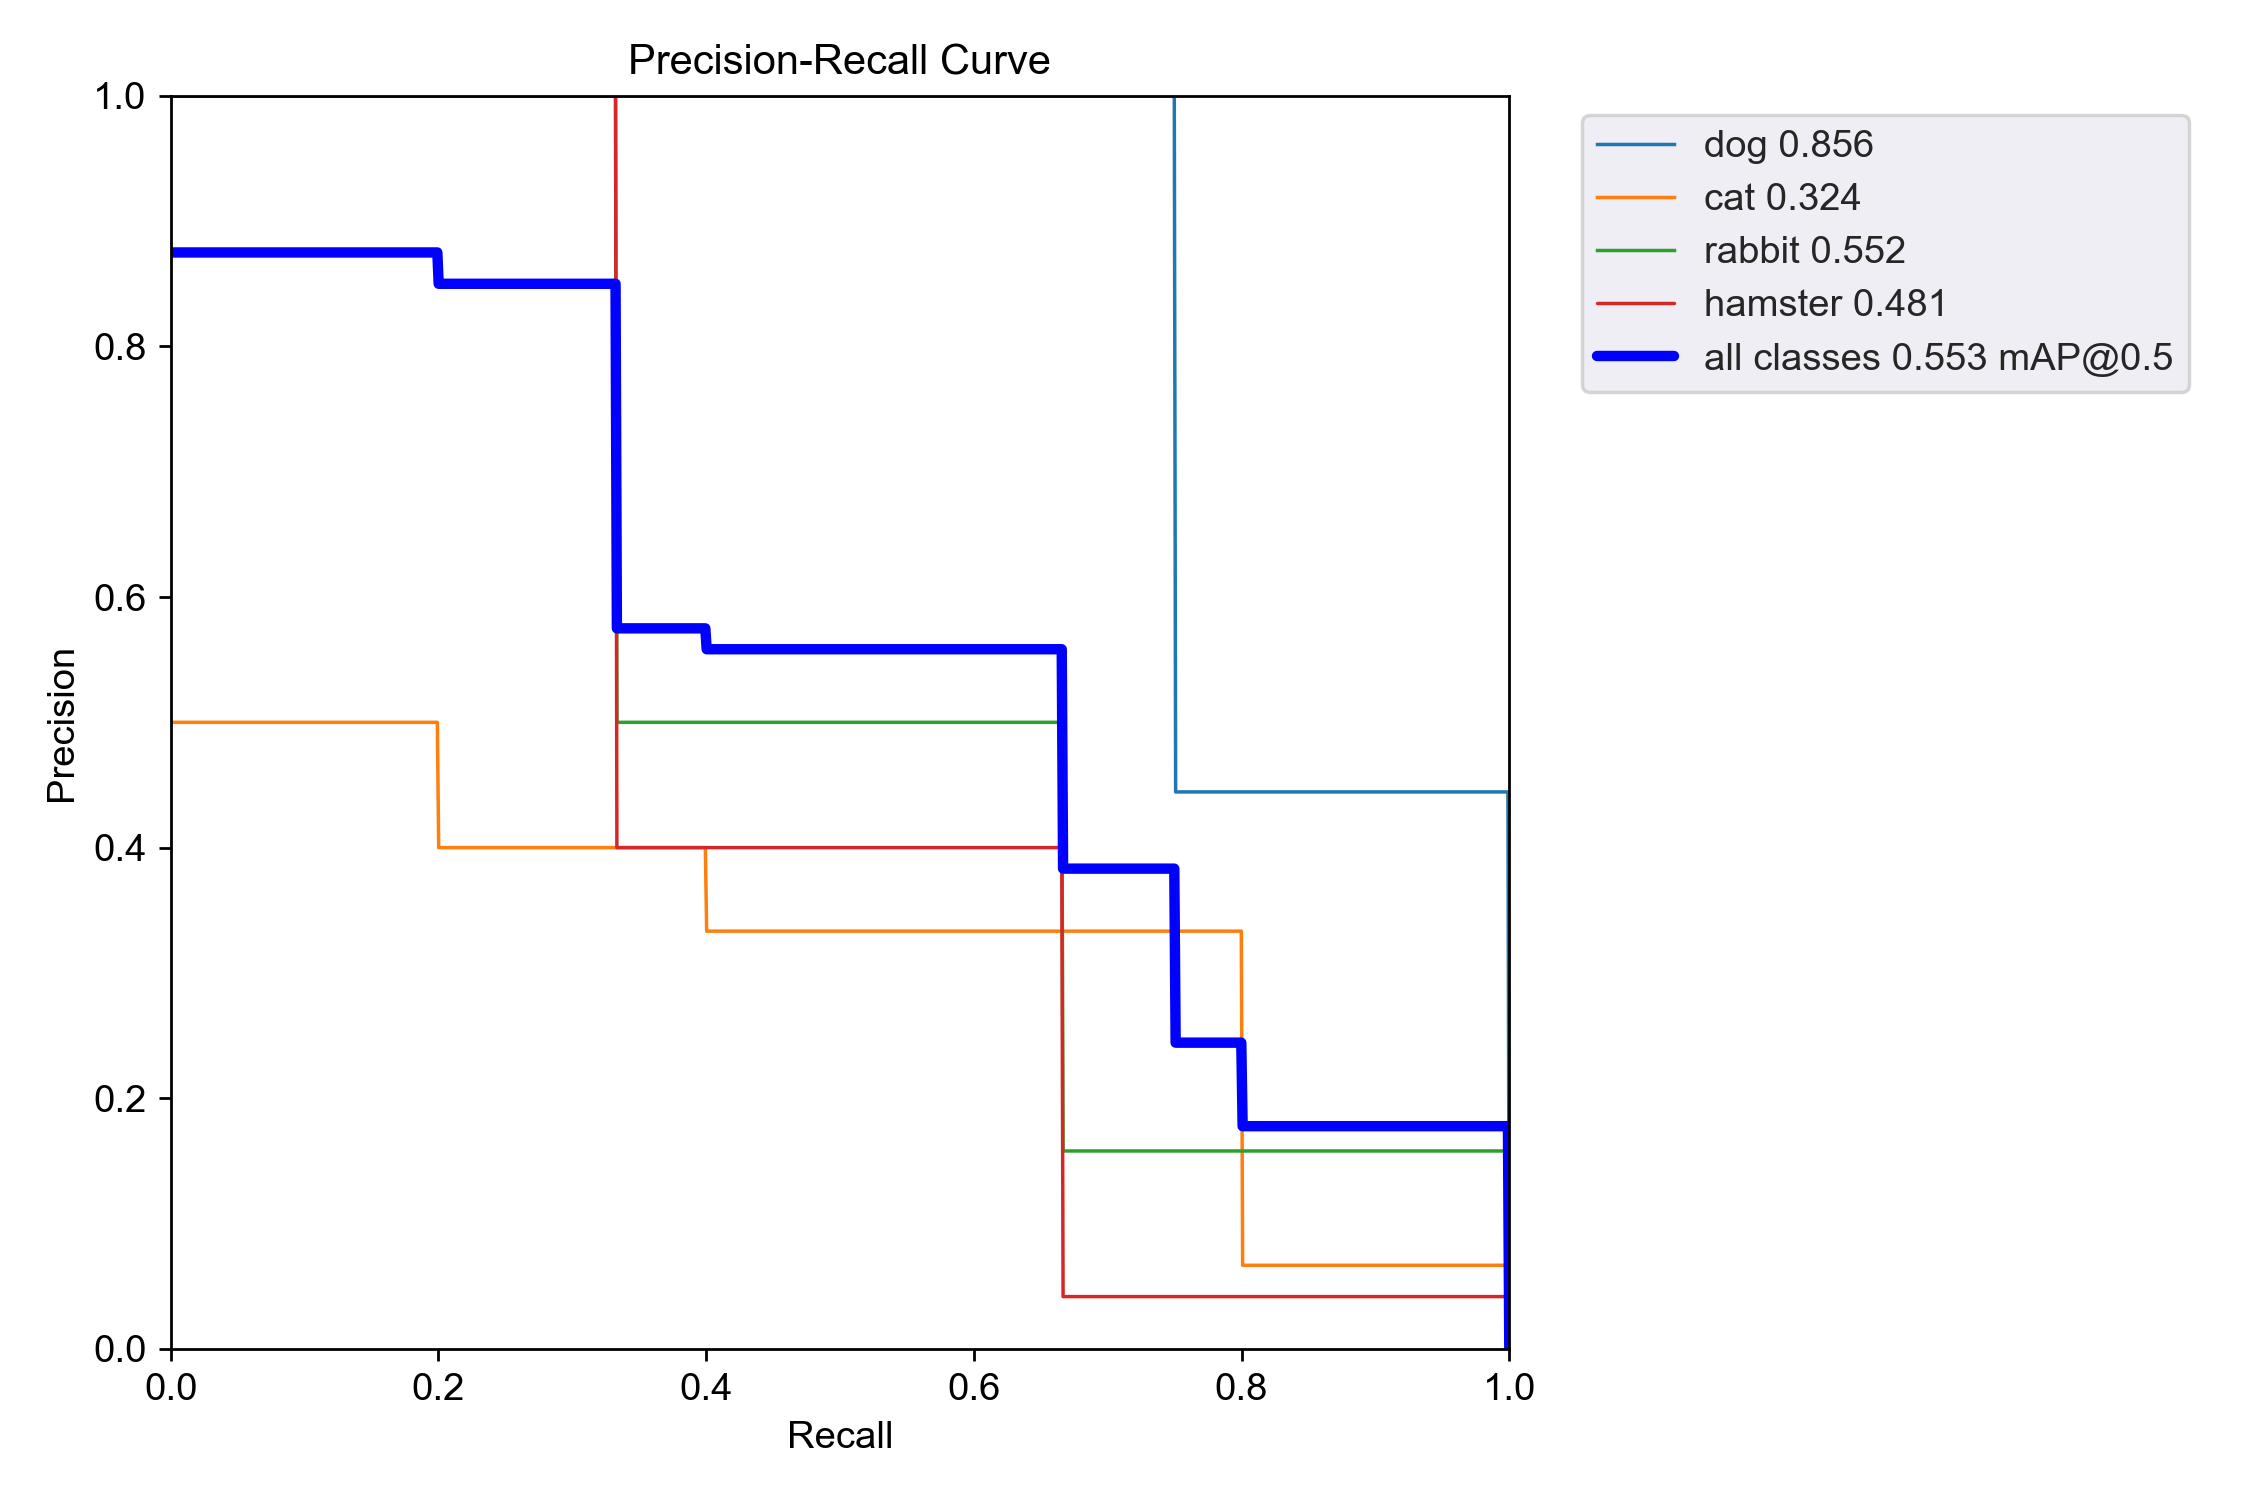 Precision-Recall Curve
1.0
0.8
0.6
0.4
0.2
0.0
Precision
0.0 0.2 0.4 0.6 0.8 1.0
Recall
dog 0.856
cat 0.324
rabbit 0.552
hamster 0.481
all classes 0.553 mAP@0.5